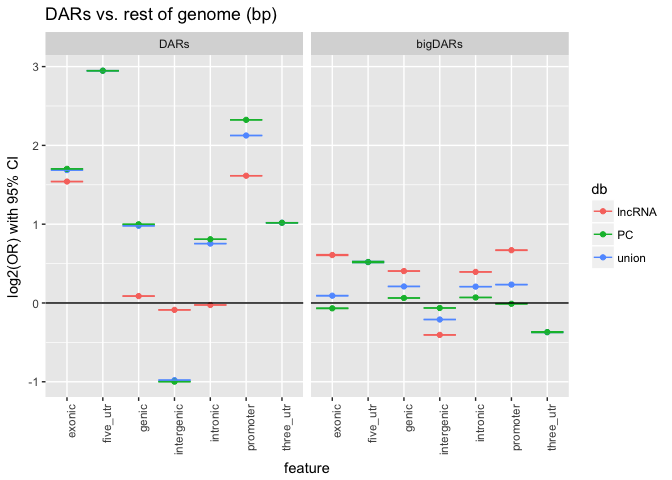 DARs vs. rest of genome (bp)
DARs
bigDARs
log2(OR) with 95% CI
3
2
1
0
-1
exonic
five_utr
genic
intergenic
intronic
promoter
three_utr
exonic
five_utr
genic
intergenic
intronic
promoter
three_utr
feature
db
lncRNA
PC
union